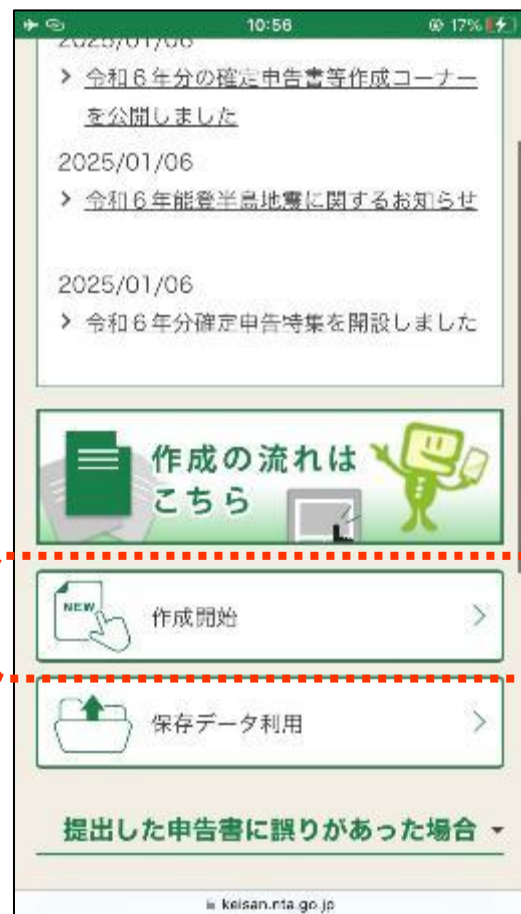 10:56
17%
2025/01/06
令和6年分の確定申告書等作成コーナー
を公開しました
2025/01/06
令和6年能登半島地震に関するお知らせ
2025/01/06
令和6年分確定申告特集を開設しました
作成の流れは
こちら
NEW
作成開始
保存データ利用
提出した申告書に誤りがあった場合
keisan.nta.go.jp